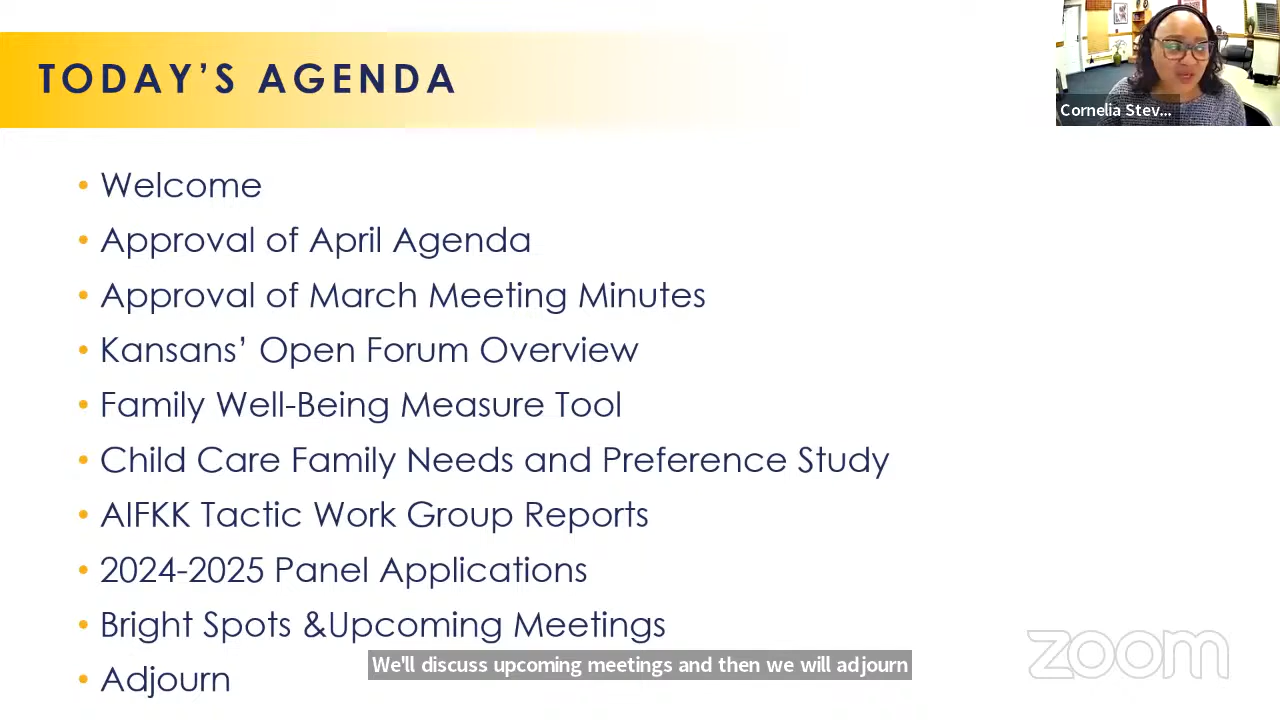 TODAY'S AGENDA
Cornelia Stev...
• Welcome
• Approval of April Agenda
• Approval of March Meeting Minutes
• Kansans' Open Forum Overview
• Family Well-Being Measure Tool
• Child Care Family Needs and Preference Study
• AIFKK Tactic Work Group Reports
• 2024-2025 Panel Applications
• Bright Spots &Upcoming Meetings
We'll discuss upcoming meetings and then we will adjourn
• Adjourn
zoom